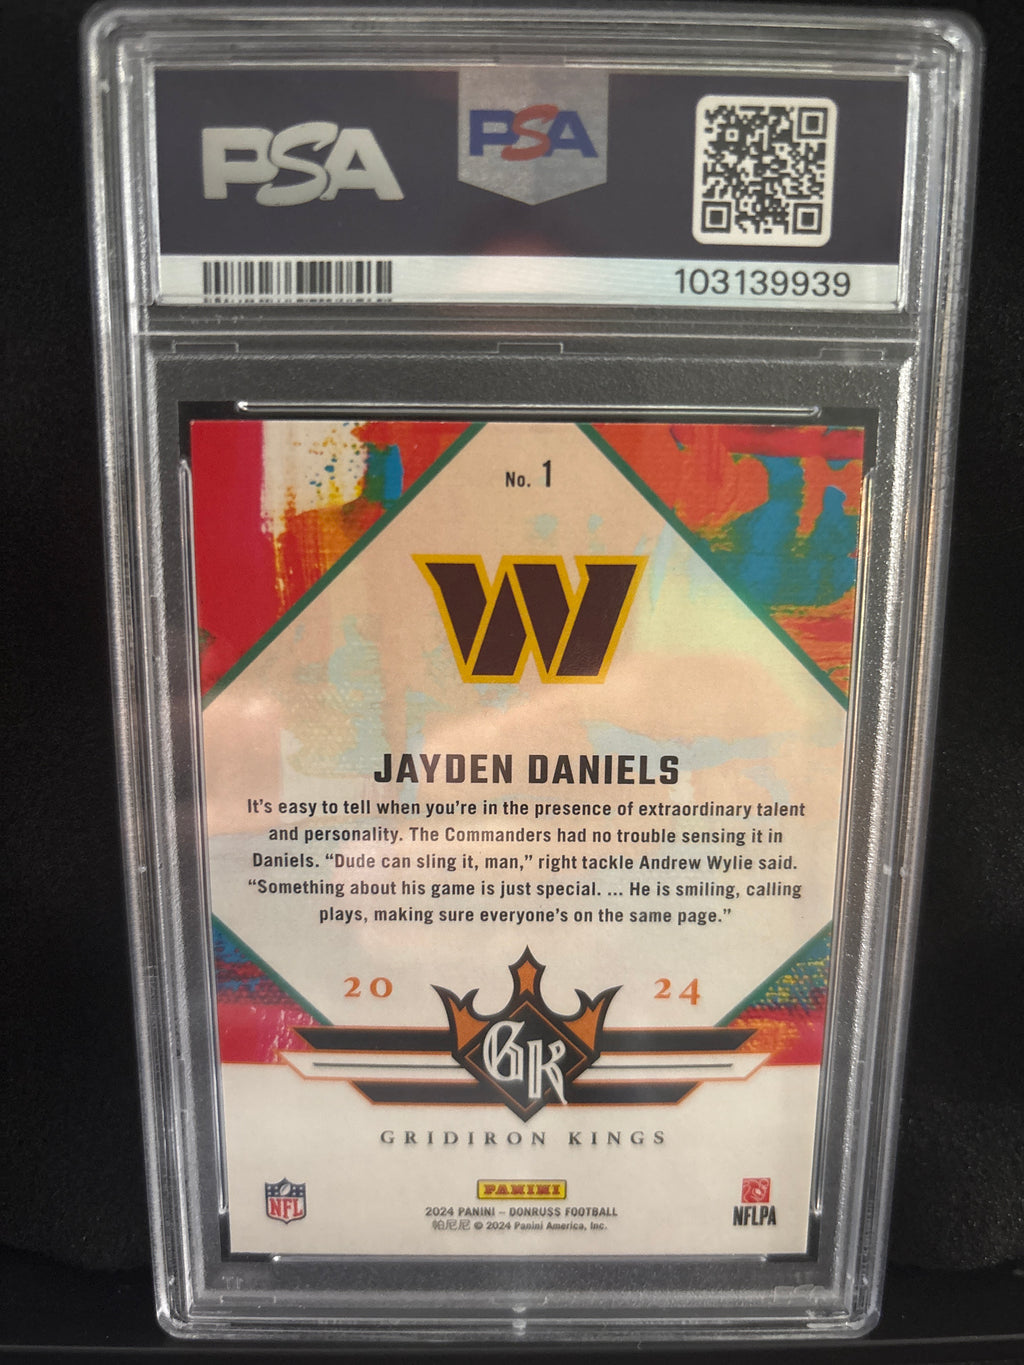 PSA
PSA
103139939
No. 1
W
JAYDEN DANIELS
It's easy to tell when you're in the presence of extraordinary talent
and personality. The Commanders had no trouble sensing it in
Daniels. “Dude can sling it, man,” right tackle Andrew Wylie said.
“Something about his game is just special. ... He is smiling, calling
plays, making sure everyone's on the same page.”
20 24
GK
GRIDIRON KINGS
NFL
PANINI
NFLPA
2024 PANINI – DONRUSS FOOTBALL
帕尼尼 © 2024 Panini America, Inc.